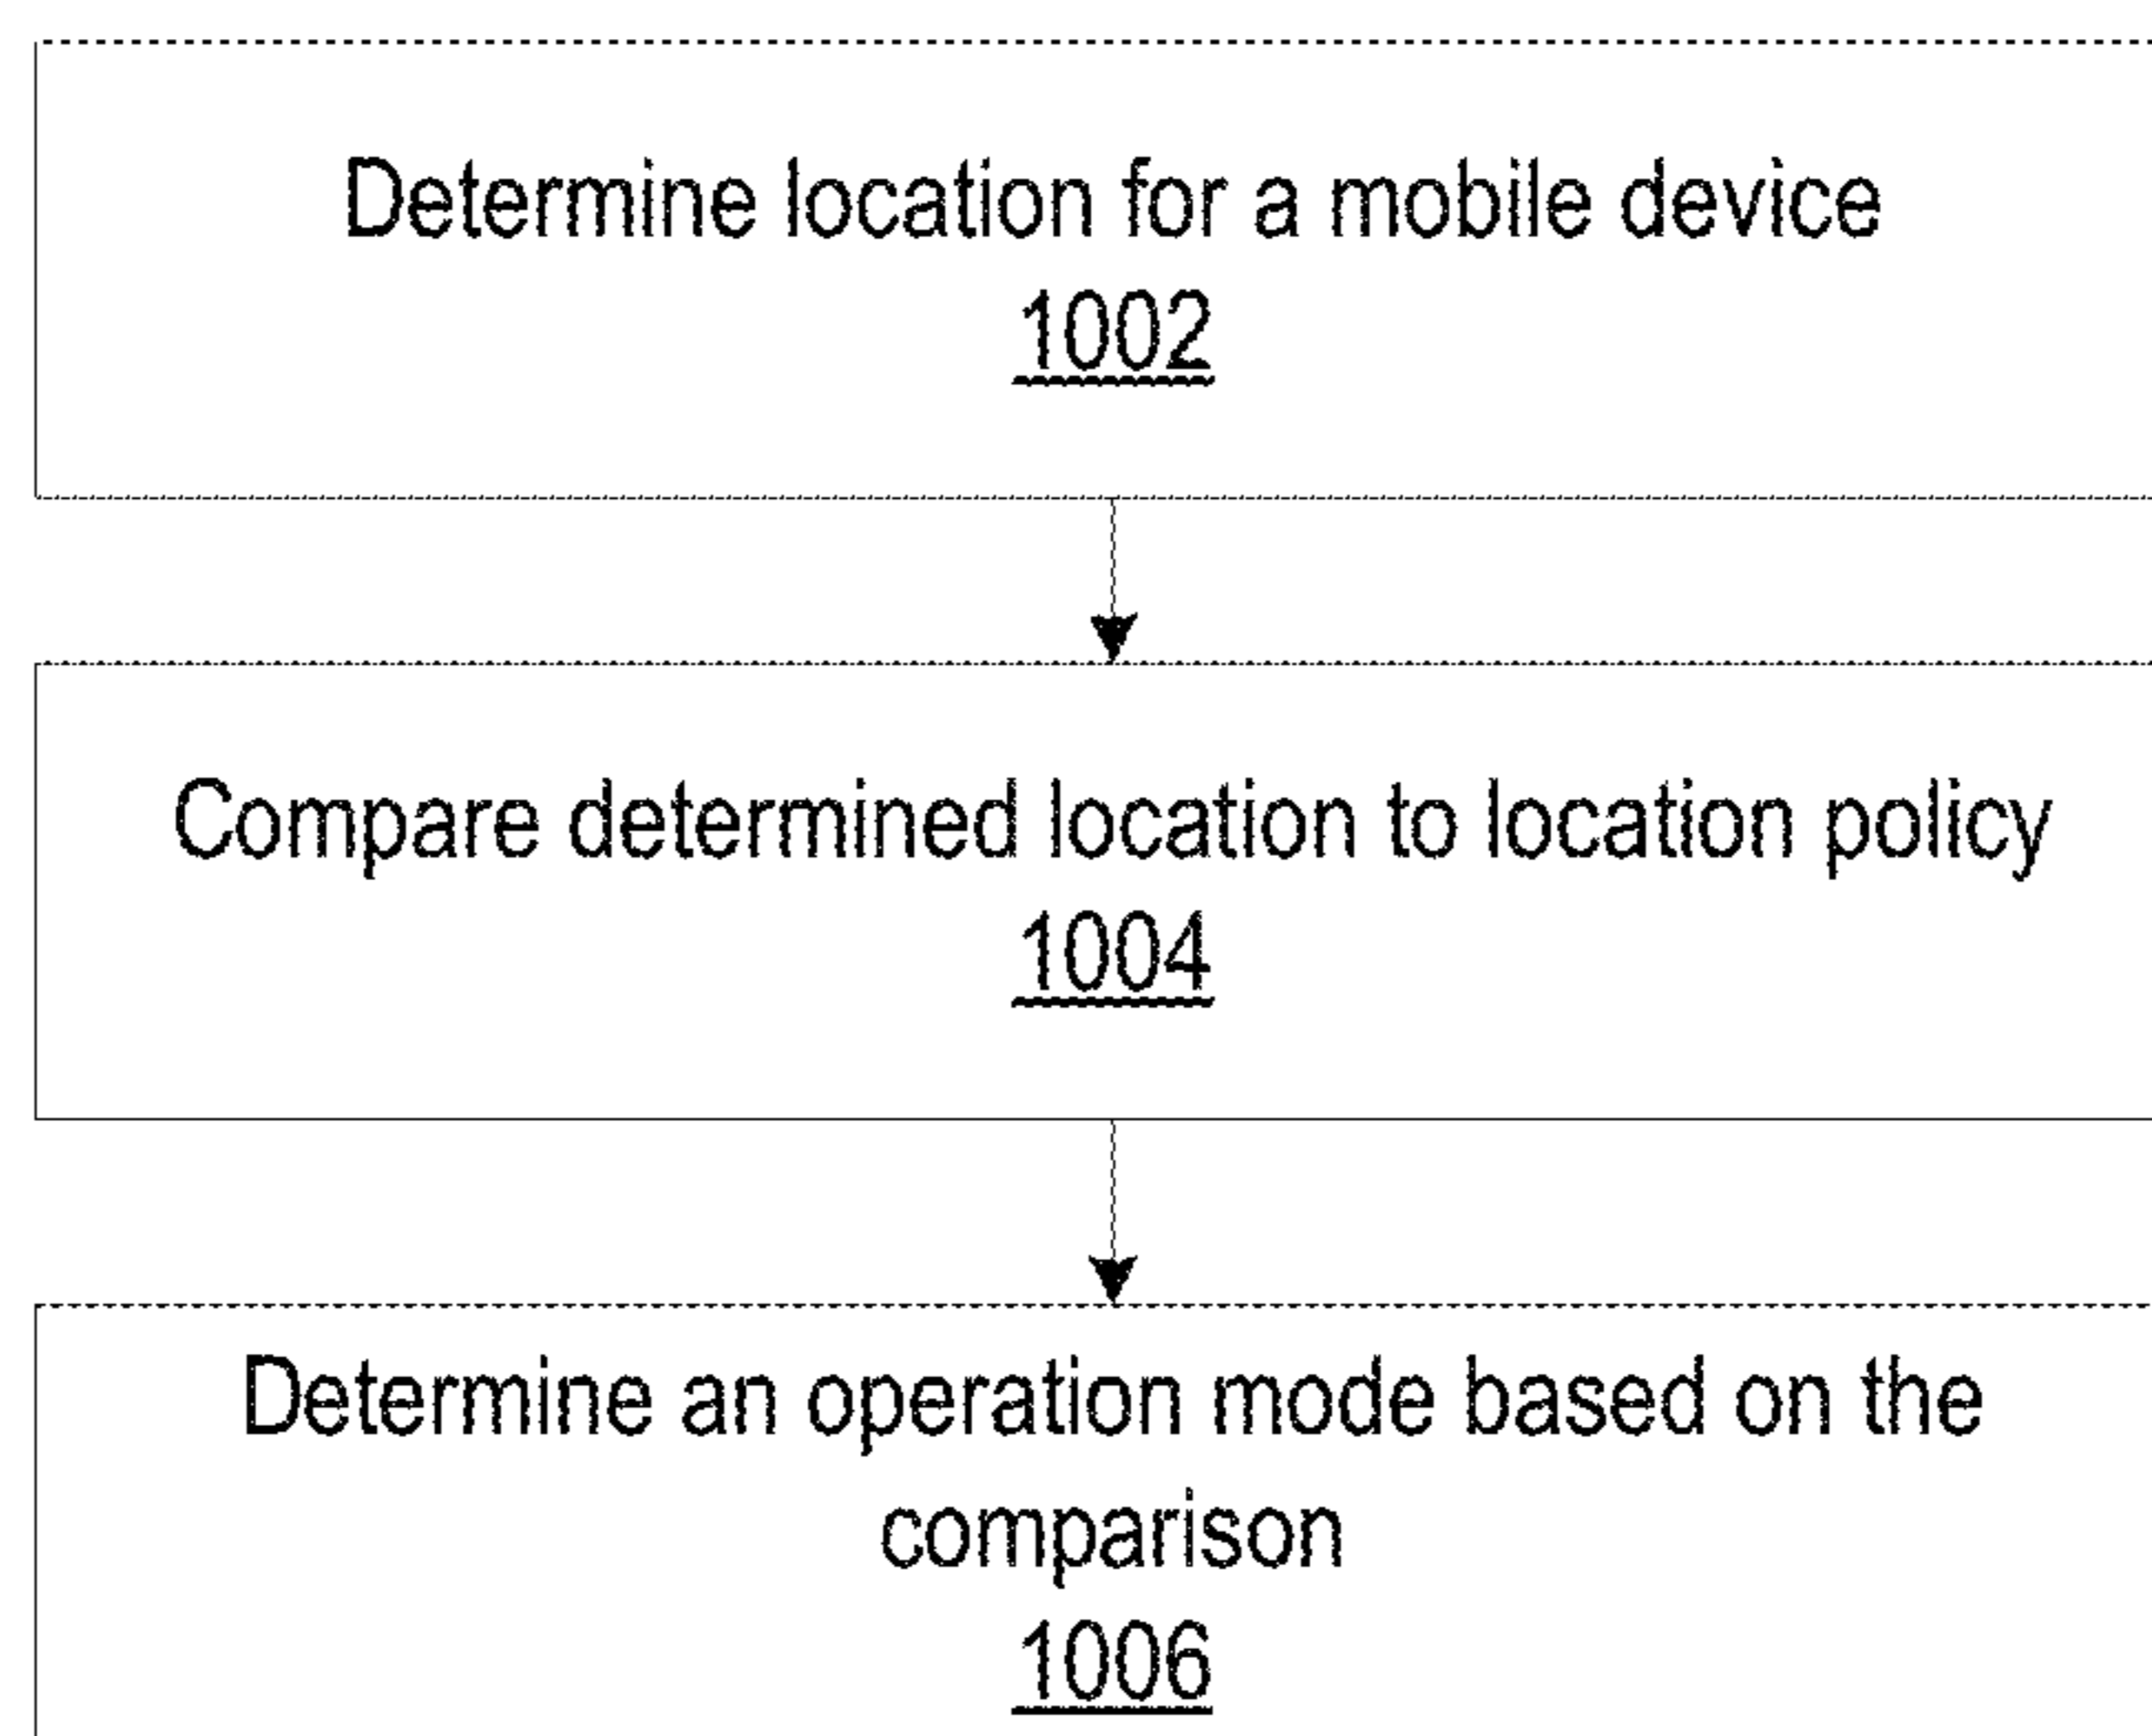 Determine location for a mobile device
1002
Compare determined location to location policy
1004
Determine an operation mode based on the
comparison
1006